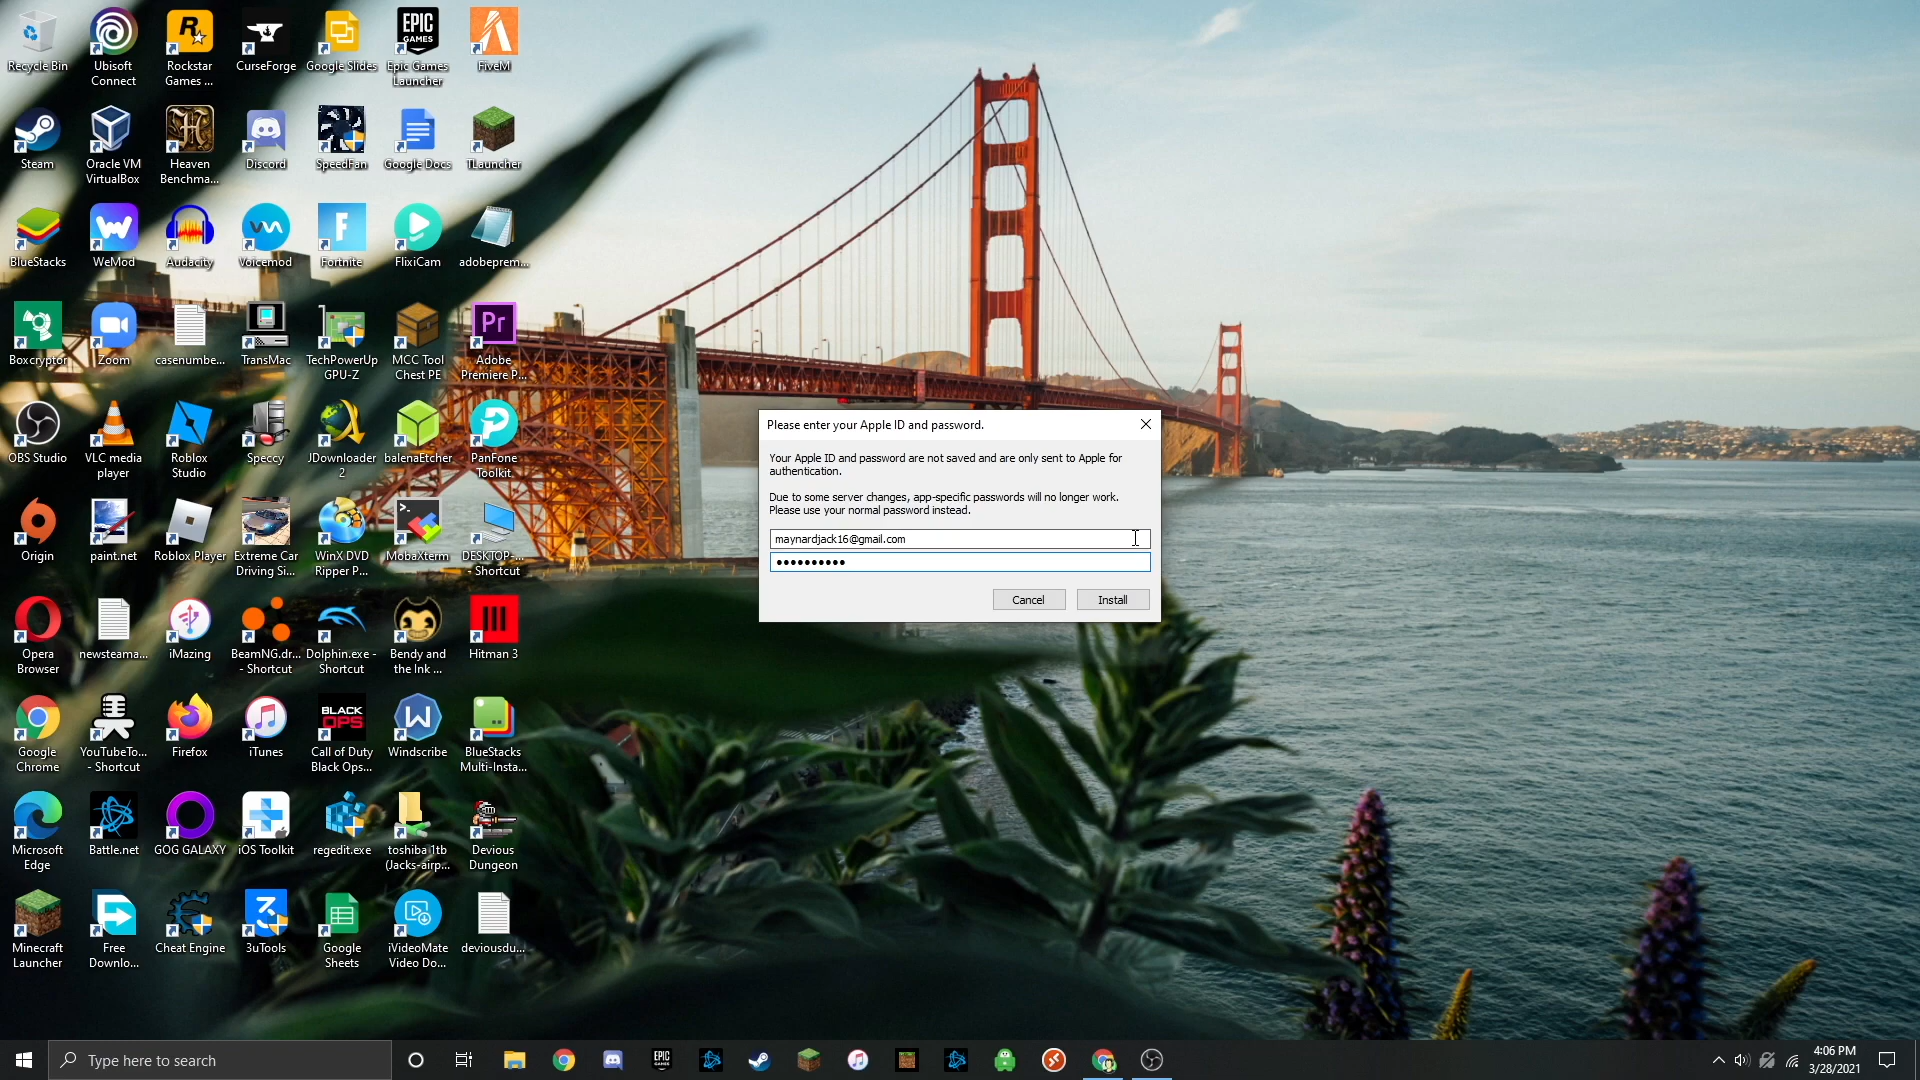 Recycle Bin
Ubisoft
Connect
Rockstar
Games ...
CurseForge
Google Slides
EPIC
GAMES
Epic Games
Launcher
FiveM
Steam
Oracle VM
VirtualBox
Heaven
Benchma...
Discord
SpeedFan
Google Docs
TLauncher
BlueStacks
WeMod
Audacity
Voicemod
Fortnite
FlixiCam
adobeprem...
Boxcryptor
Zoom
casenumbe...
TransMac
TechPowerUp
GPU-Z
MCC Tool
Chest PE
Pr
Adobe
Premiere P...
OBS Studio
VLC media
player
Roblox
Studio
Speccy
JDownloader
2
balenaEtcher
PanFone
Toolkit
Origin
paint.net
Roblox Player
Extreme Car
Driving Si...
WinX DVD
Ripper P...
MobaXterm
DESKTOP-...
- Shortcut
Opera
Browser
newsteama...
iMazing
BeamNG.dr...
- Shortcut
Dolphin.exe -
Shortcut
Bendy and
the Ink ...
Hitman 3
Google
Chrome
YouTubeTo...
- Shortcut
Firefox
iTunes
BLACK
OPS
Call of Duty
Black Ops...
Windscribe
BlueStacks
Multi-Insta...
Microsoft
Edge
Battle.net
GOG GALAXY
iOS Toolkit
regedit.exe
toshiba 1tb
(Jacks-airp...
Devious
Dungeon
Minecraft
Launcher
Free
Downlo...
Cheat Engine
3uTools
Google
Sheets
iVideoMate
Video Do...
deviousdu...
Please enter your Apple ID and password.
Your Apple ID and password are not saved and are only sent to Apple for
authentication.
Due to some server changes, app-specific passwords will no longer work.
Please use your normal password instead.
maynardjack16@gmail.com
●●●●●●●●●●
Cancel
Install
Type here to search
EPIC
GAMES
4:06 PM
3/28/2021